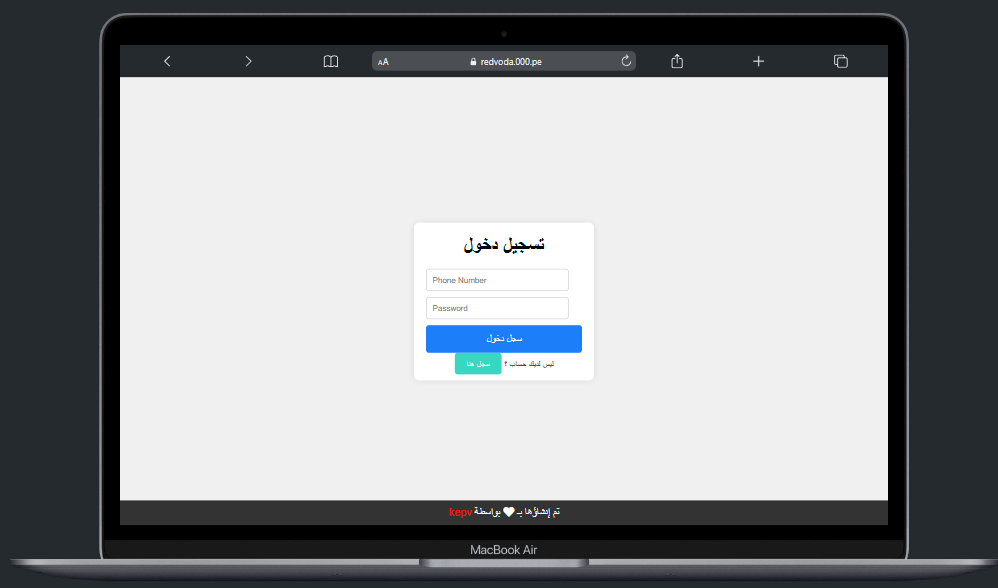 AA redvoda.000.pe
تسجيل دخول
Phone Number
Password
سجل دخول
ليس لديك حساب ؟ سجل هنا
تم إنشاؤها بـ ❤ بواسطة kepv
MacBook Air